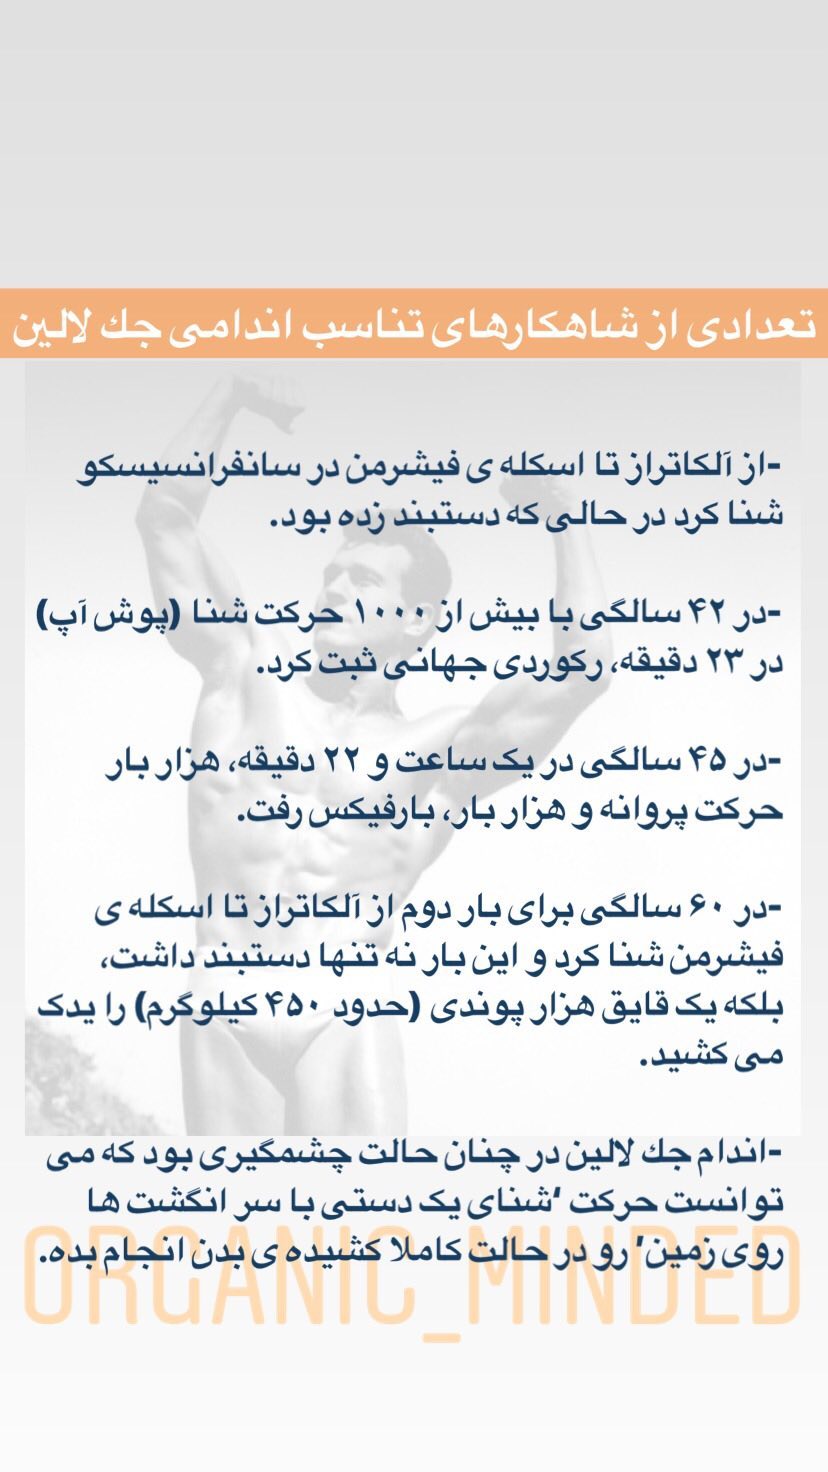 تعدادی از شاهکارهای تناسب اندامی جك لالین
-از آلکاتراز تا اسکله ی فیشرمن در سانفرانسیسکو
شنا کرد در حالی که دستبند زده بود.
-در ۴۲ سالگی با بیش از ۱۰۰۰ حرکت شنا (پوش آپ)
در ۲۳ دقیقه، رکوردی جهانی ثبت کرد.
-در ۴۵ سالگی در یک ساعت و ۲۲ دقیقه، هزار بار
حرکت پروانه و هزار بار، بارفیکس رفت.
-در ۶۰ سالگی برای بار دوم از آلکاتراز تا اسکله ی
فیشرمن شنا کرد و این بار نه تنها دستبند داشت،
بلکه یک قایق هزار پوندی (حدود ۴۵۰ کیلوگرم) را یدک
می کشید.
-اندام جك لالین در چنان حالت چشمگیری بود که می
توانست حرکت ‘شنای یک دستی با سر انگشت ها
روی زمین’ رو در حالت کاملا کشیده ی بدن انجام بده.
ORGANIC_MINDED